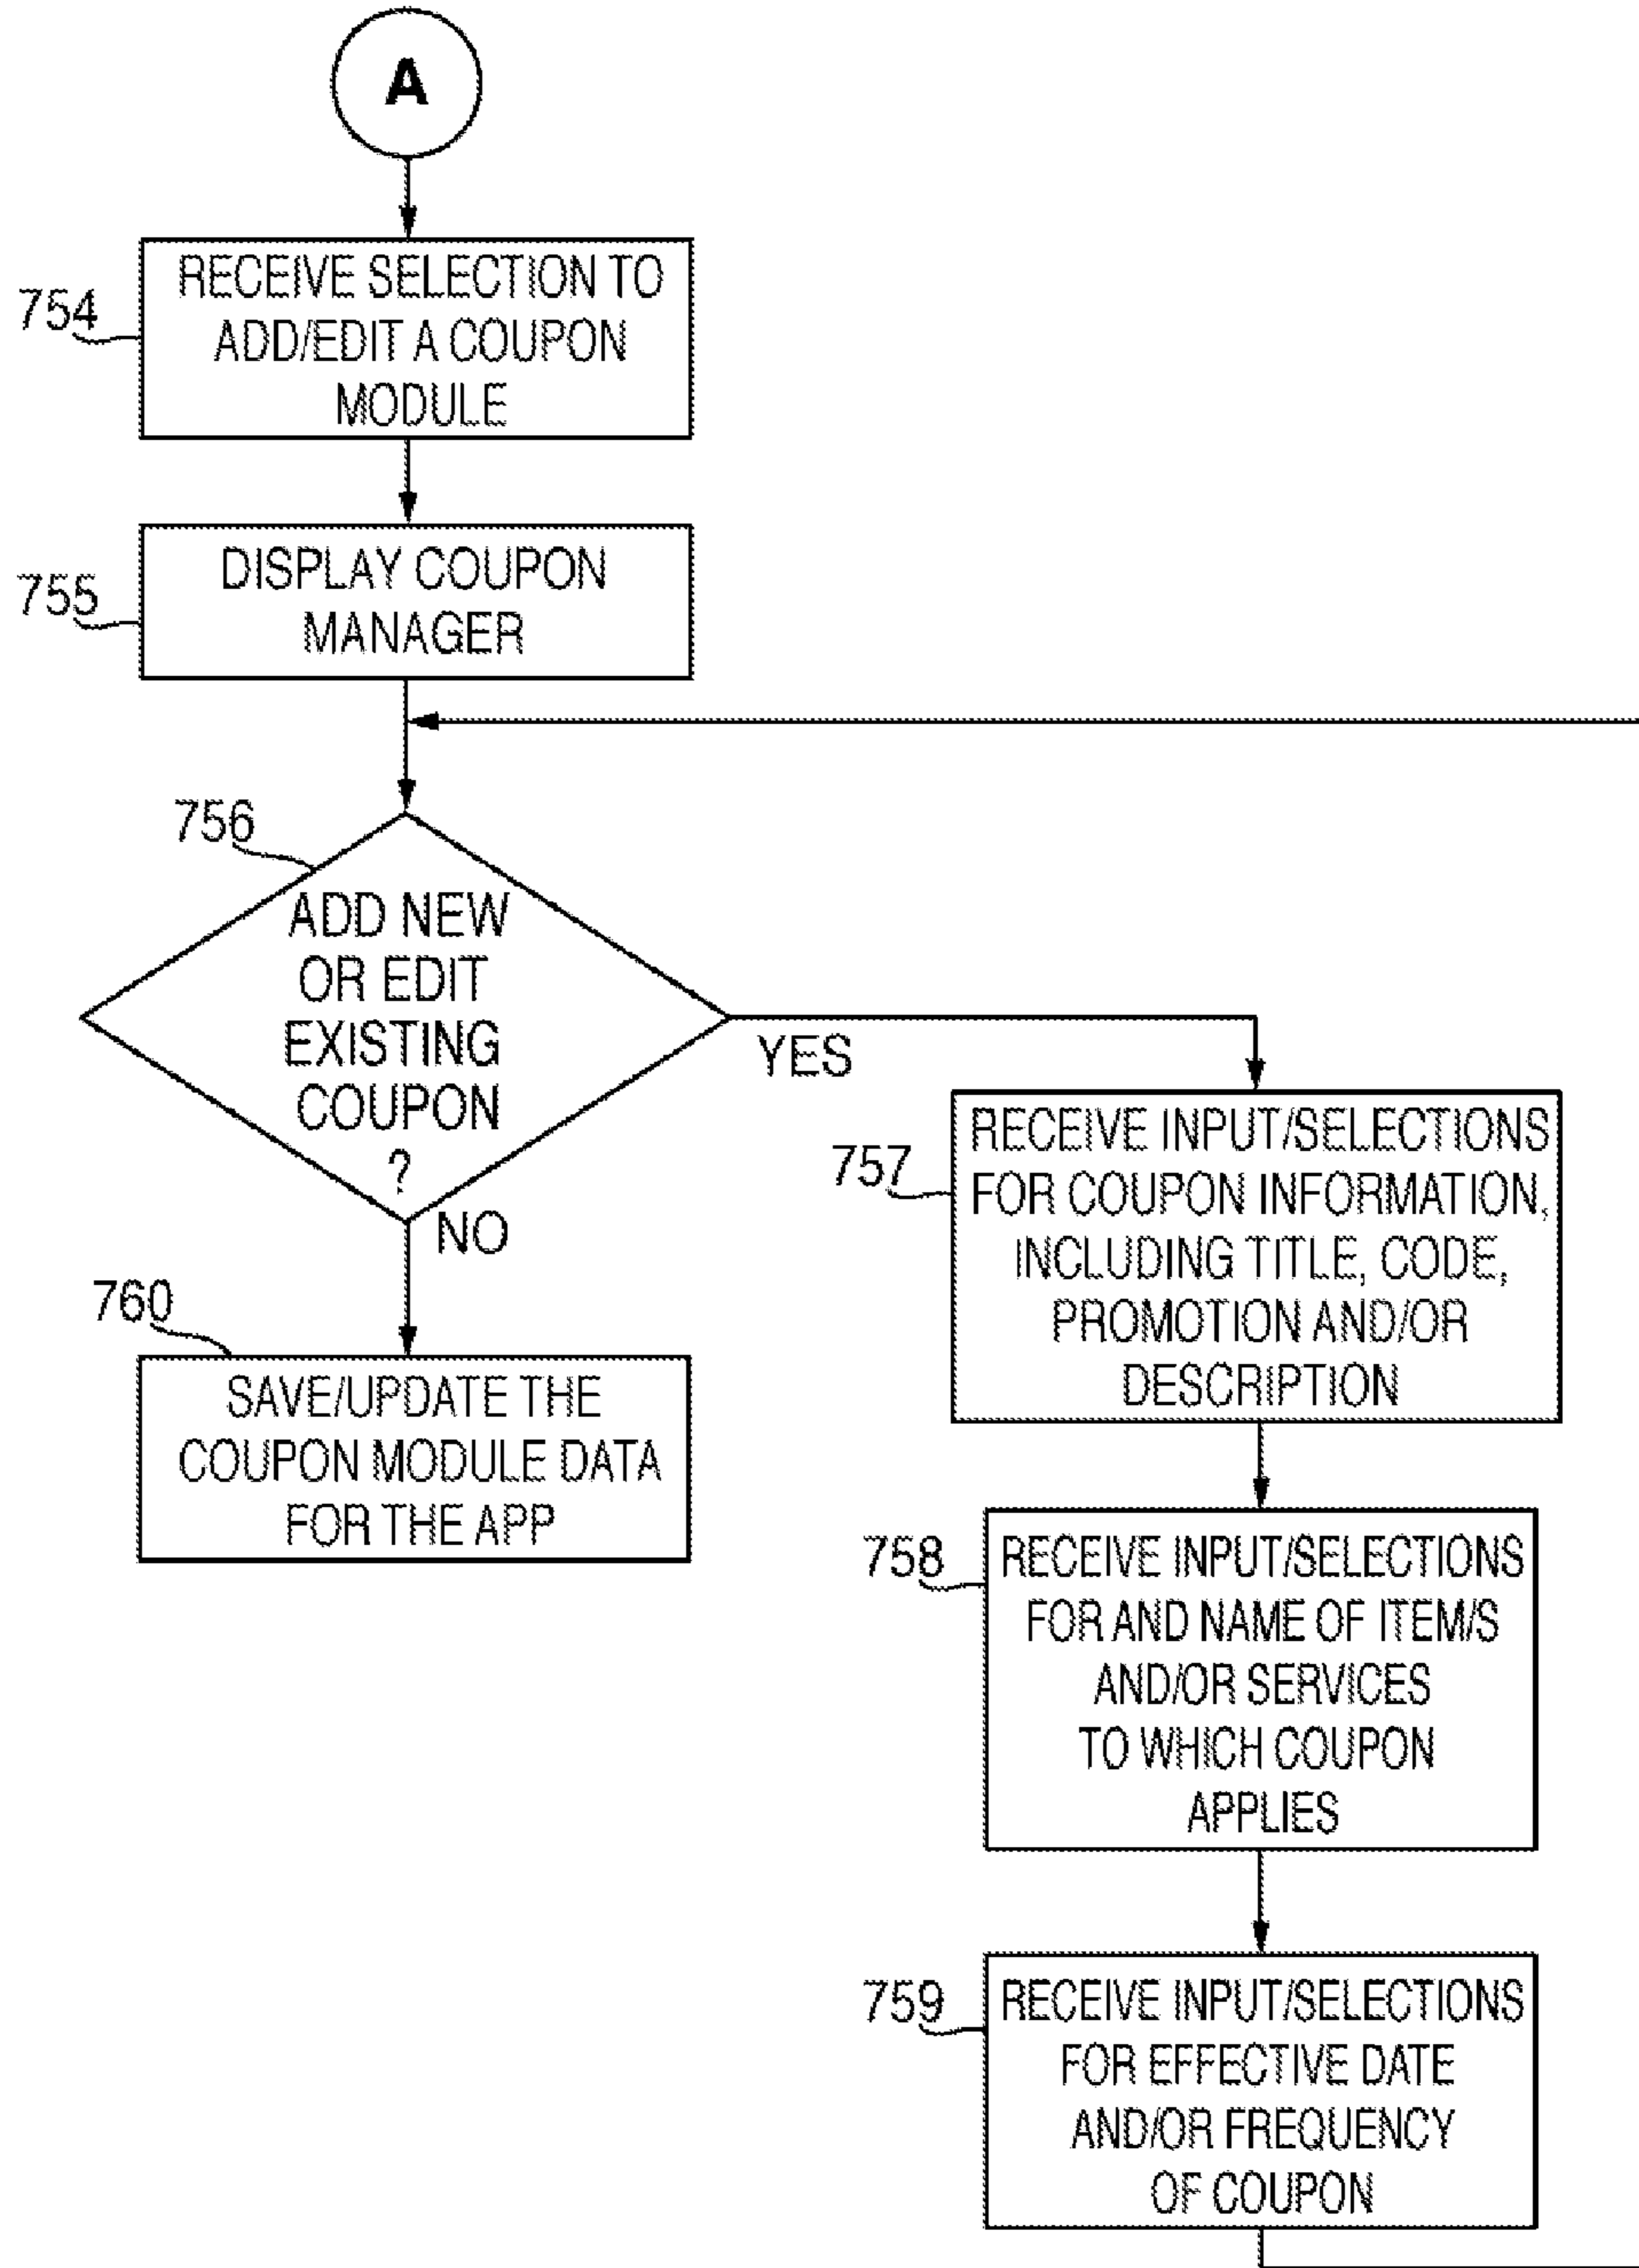 A
754
RECEIVE SELECTION TO
ADD/EDIT A COUPON
MODULE
755
DISPLAY COUPON
MANAGER
756
ADD NEW
OR EDIT
EXISTING
COUPON
?
YES
NO
757
RECEIVE INPUT/SELECTIONS
FOR COUPON INFORMATION,
INCLUDING TITLE, CODE,
PROMOTION AND/OR
DESCRIPTION
760
SAVE/UPDATE THE
COUPON MODULE DATA
FOR THE APP
758
RECEIVE INPUT/SELECTIONS
FOR AND NAME OF ITEM/S
AND/OR SERVICES
TO WHICH COUPON
APPLIES
759
RECEIVE INPUT/SELECTIONS
FOR EFFECTIVE DATE
AND/OR FREQUENCY
OF COUPON